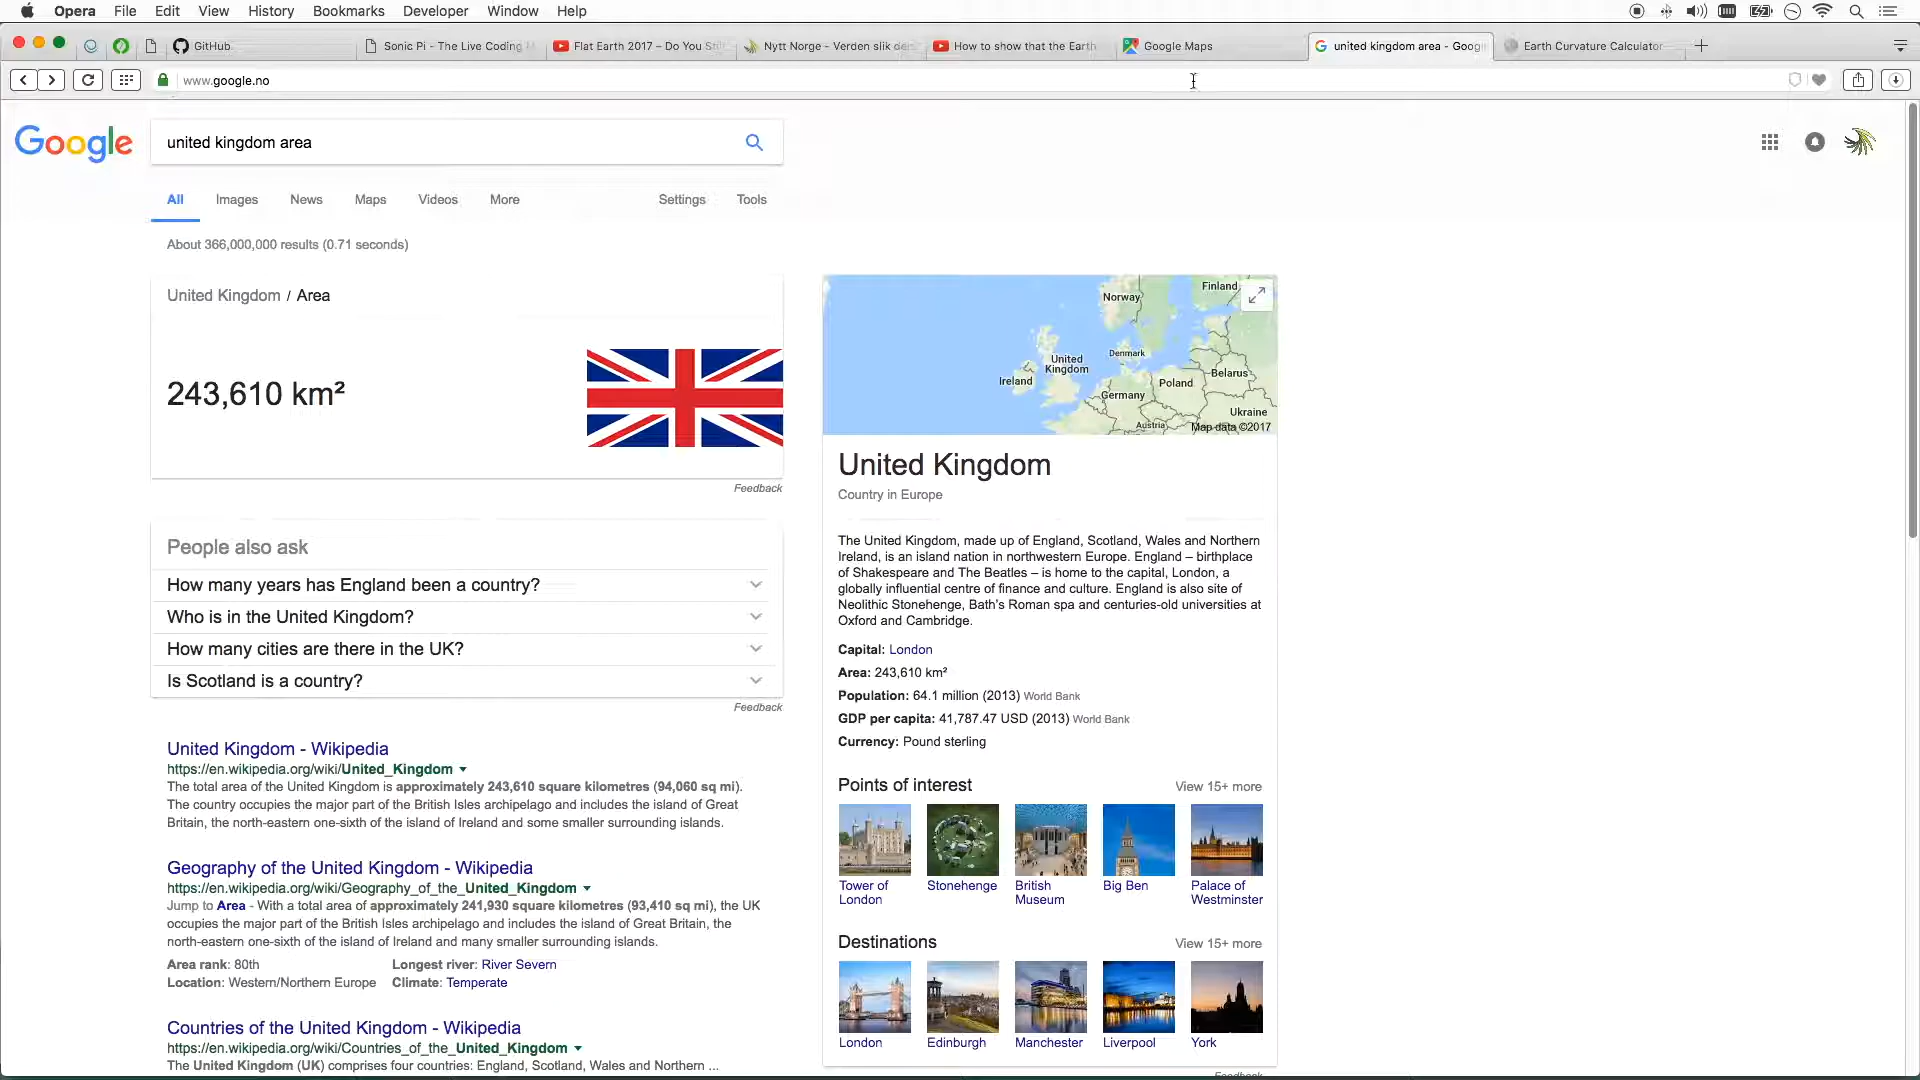 Opera File Edit View History Bookmarks Developer Window Help
GitHub
Sonic Pi - The Live Coding
Flat Earth 2017 – Do You Sti
Nytt Norge - Verden slik de
How to show that the Earth
Google Maps
united kingdom area - Goog
Earth Curvature Calculator
www.google.no
Google
united kingdom area
All Images News Maps Videos More Settings Tools
About 366,000,000 results (0.71 seconds)
United Kingdom / Area
243,610 km²
Feedback
People also ask
How many years has England been a country?
Who is in the United Kingdom?
How many cities are there in the UK?
Is Scotland is a country?
Feedback
United Kingdom - Wikipedia
https://en.wikipedia.org/wiki/United_Kingdom
The total area of the United Kingdom is approximately 243,610 square kilometres (94,060 sq mi).
The country occupies the major part of the British Isles archipelago and includes the island of Great
Britain, the north-eastern one-sixth of the island of Ireland and some smaller surrounding islands.
Geography of the United Kingdom - Wikipedia
https://en.wikipedia.org/wiki/Geography_of_the_United_Kingdom
Jump to Area - With a total area of approximately 241,930 square kilometres (93,410 sq mi), the UK
occupies the major part of the British Isles archipelago and includes the island of Great Britain, the
north-eastern one-sixth of the island of Ireland and many smaller surrounding islands.
Area rank: 80th Longest river: River Severn
Location: Western/Northern Europe Climate: Temperate
Countries of the United Kingdom - Wikipedia
https://en.wikipedia.org/wiki/Countries_of_the_United_Kingdom
The United Kingdom (UK) comprises four countries: England, Scotland, Wales and Northern ...
Norway
Finland
United
Kingdom
Denmark
Ireland
Belarus
Poland
Germany
Ukraine
Austria
Map data ©2017
United Kingdom
Country in Europe
The United Kingdom, made up of England, Scotland, Wales and Northern
Ireland, is an island nation in northwestern Europe. England – birthplace
of Shakespeare and The Beatles – is home to the capital, London, a
globally influential centre of finance and culture. England is also site of
Neolithic Stonehenge, Bath's Roman spa and centuries-old universities at
Oxford and Cambridge.
Capital: London
Area: 243,610 km²
Population: 64.1 million (2013) World Bank
GDP per capita: 41,787.47 USD (2013) World Bank
Currency: Pound sterling
Points of interest View 15+ more
Tower of
London
Stonehenge
British
Museum
Big Ben
Palace of
Westminster
Destinations View 15+ more
London
Edinburgh
Manchester
Liverpool
York
Feedback